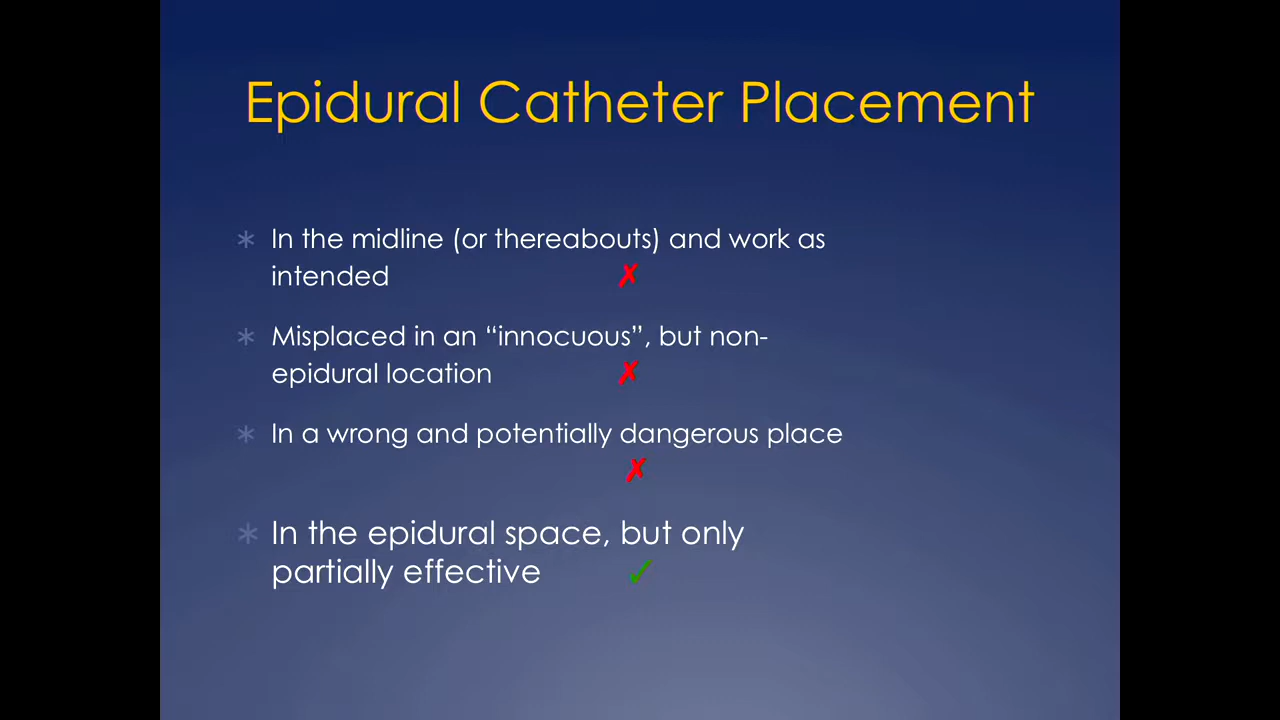 Epidural Catheter Placement
* In the midline (or thereabouts) and work as
intended ✗
* Misplaced in an “innocuous”, but non-
epidural location ✗
* In a wrong and potentially dangerous place
✗
* In the epidural space, but only
partially effective ✓